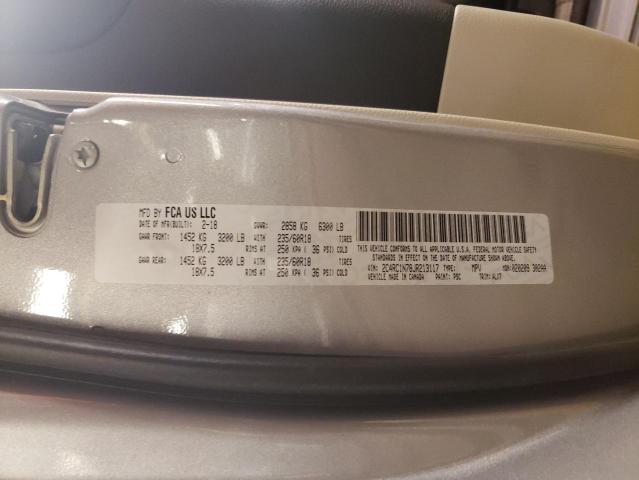 MFD BY FCA US LLC
DATE OF MFR(BUILT): 2-18 GVWR: 2858 KG 6300 LB
GAWR FRONT: 1452 KG 3200 LB 235/60R18 TIRES
18X7.5 RIMS AT 250 KPA ( 36 PSI) COLD
GAWR REAR: 1452 KG 3200 LB 235/60R18 TIRES
18X7.5 RIMS AT 250 KPA ( 36 PSI) COLD
THIS VEHICLE CONFORMS TO ALL APPLICABLE U.S.A. FEDERAL MOTOR VEHICLE SAFETY
STANDARDS IN EFFECT ON THE DATE OF MANUFACTURE SHOWN ABOVE.
VIN: 2C4RC1N78JR213117 TYPE: MPV MDH: 020209 302AA
VEHICLE MADE IN CANADA PAINT: PSC TRIM: